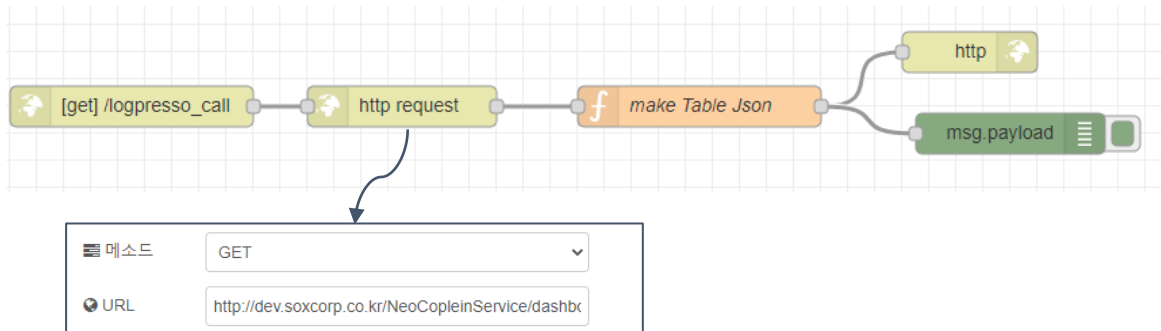 http
[get] /logpresso_call
http request
make Table Json
msg.payload
메소드
GET
URL
http://dev.soxcorp.co.kr/NeoCopleinService/dashbo